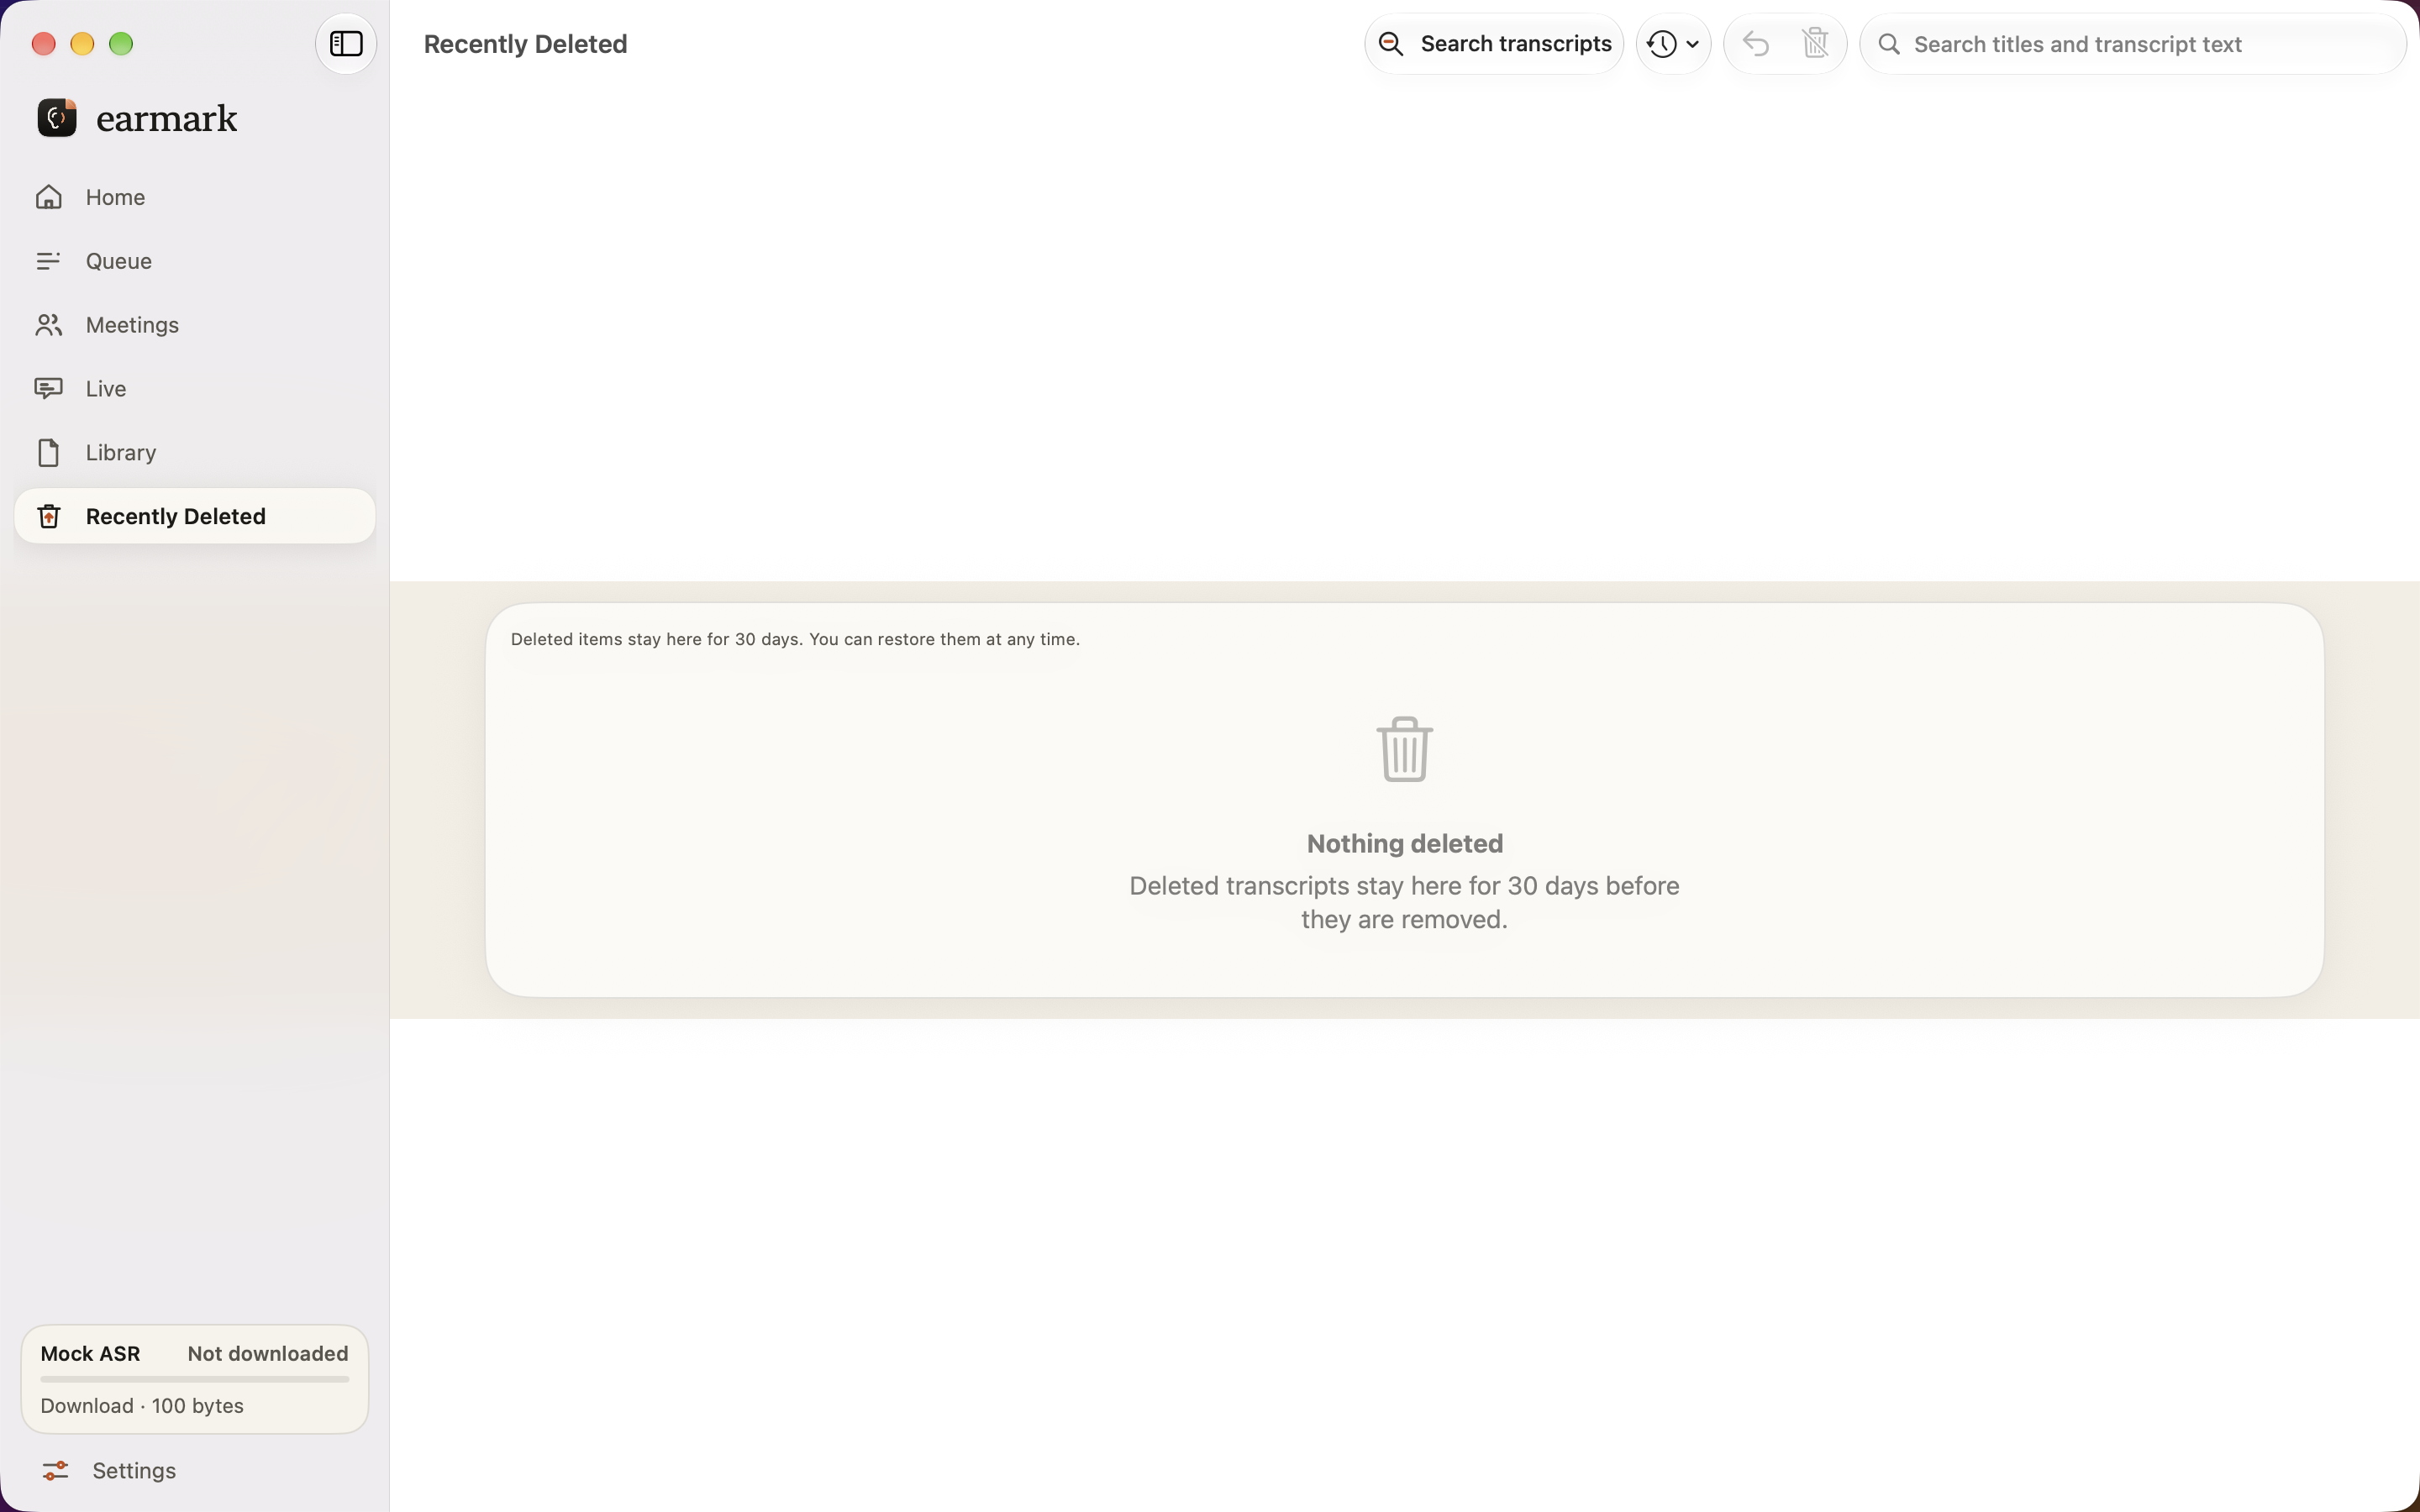 Recently Deleted
Search transcripts
Search titles and transcript text
earmark
Home
Queue
Meetings
Live
Library
Recently Deleted
Deleted items stay here for 30 days. You can restore them at any time.
Nothing deleted
Deleted transcripts stay here for 30 days before
they are removed.
Mock ASR Not downloaded
Download · 100 bytes
Settings